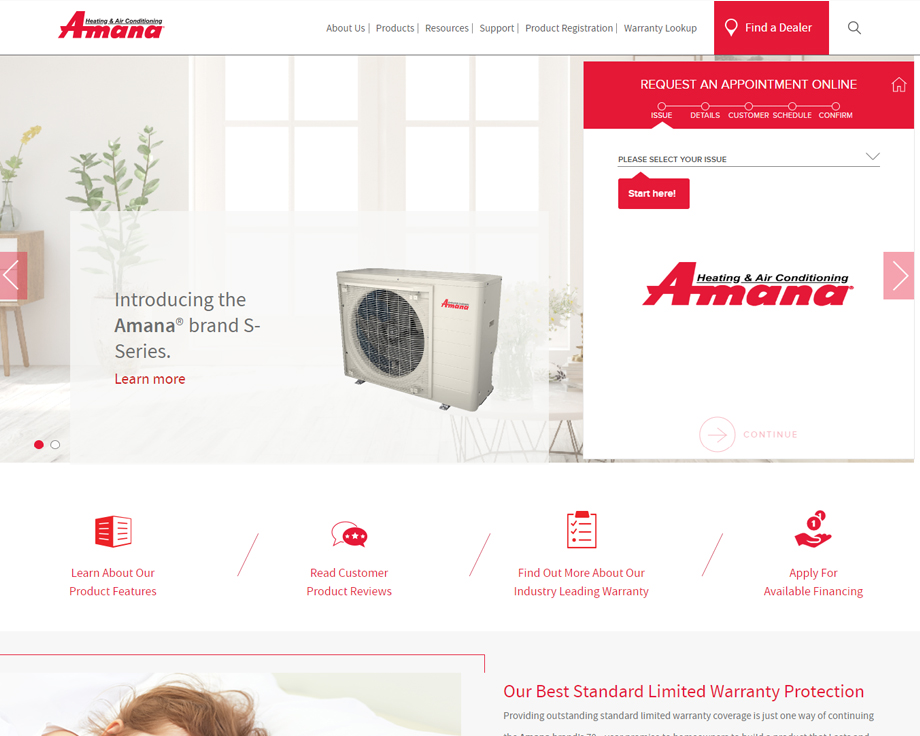 Heating & Air Conditioning
Amana
About Us | Products | Resources | Support | Product Registration | Warranty Lookup
Find a Dealer
REQUEST AN APPOINTMENT ONLINE
ISSUE DETAILS CUSTOMER SCHEDULE CONFIRM
PLEASE SELECT YOUR ISSUE
Start here!
Heating & Air Conditioning
Amana
Introducing the
Amana® brand S-
Series.
Learn more
Amana
CONTINUE
Learn About Our
Product Features
Read Customer
Product Reviews
Find Out More About Our
Industry Leading Warranty
1
1
Apply For
Available Financing
Our Best Standard Limited Warranty Protection
Providing outstanding standard limited warranty coverage is just one way of continuing